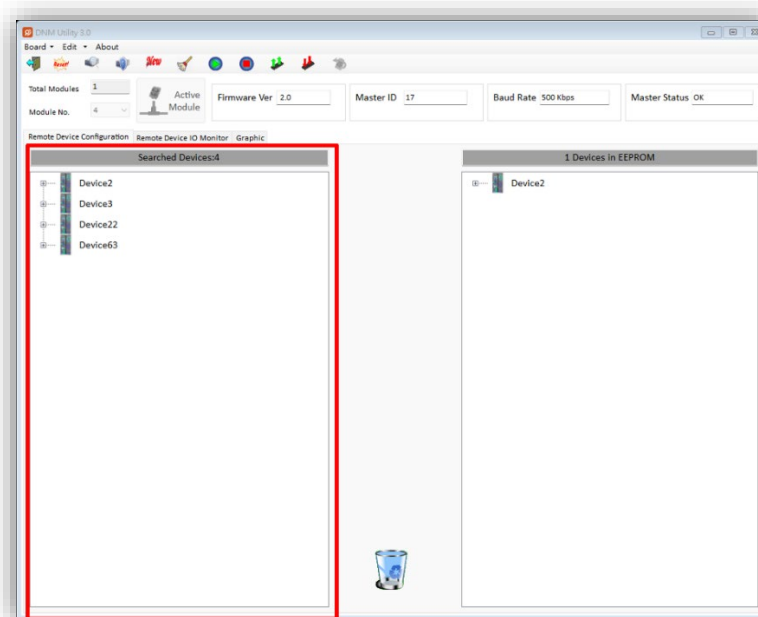 DNM Utility 3.0
Board Edit About
Reset New
Total Modules 1
Module No. 4
Active Module
Firmware Ver 2.0
Master ID 17
Baud Rate 500 Kbps
Master Status OK
Remote Device Configuration Remote Device IO Monitor Graphic
Searched Devices:4
Device2
Device3
Device22
Device63
1 Devices in EEPROM
Device2